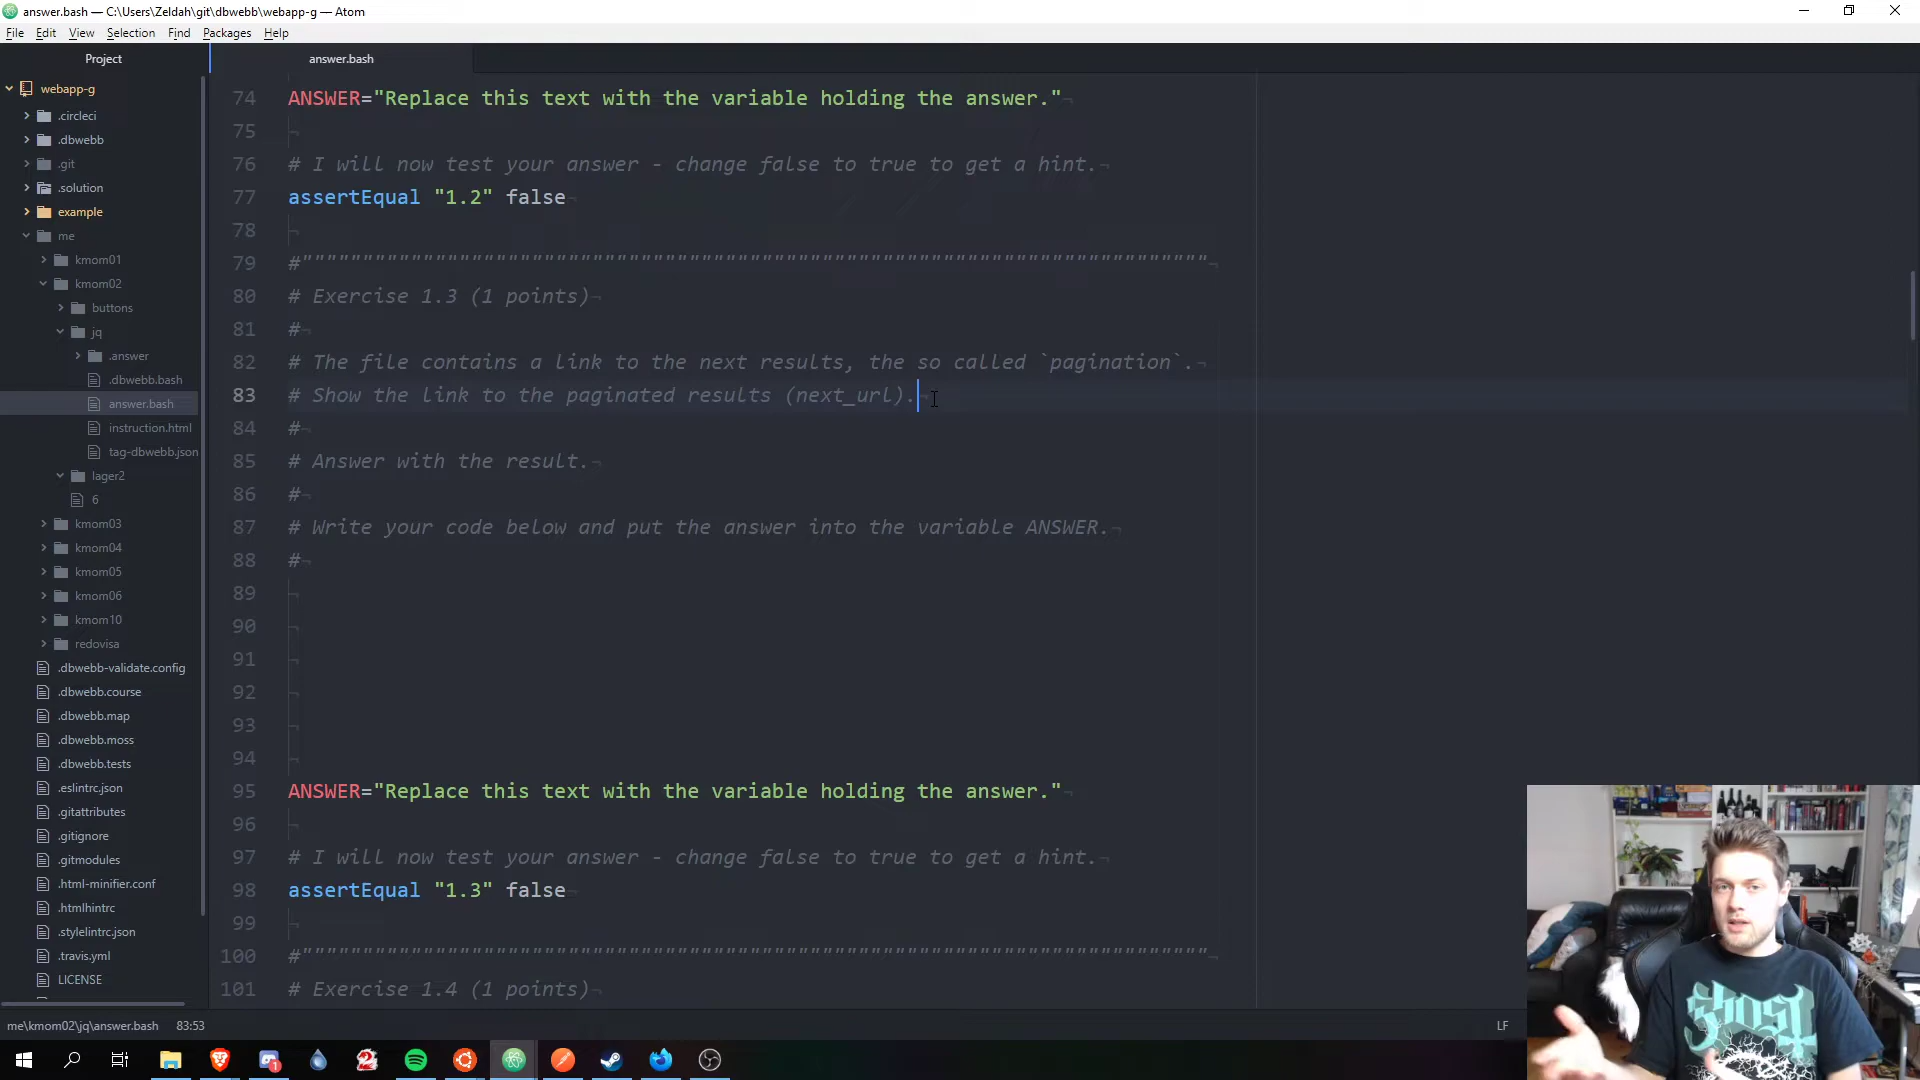 answer.bash — C:\Users\Zeldah\git\dbwebb\webapp-g — Atom
File Edit View Selection Find Packages Help
Project
answer.bash
webapp-g
.circleci
.dbwebb
.git
.solution
example
me
kmom01
kmom02
buttons
jq
.answer
.dbwebb.bash
answer.bash
instruction.html
tag-dbwebb.json
lager2
6
kmom03
kmom04
kmom05
kmom06
kmom10
redovisa
.dbwebb-validate.config
.dbwebb.course
.dbwebb.map
.dbwebb.moss
.dbwebb.tests
.eslintrc.json
.gitattributes
.gitignore
.gitmodules
.html-minifier.conf
.htmlhintrc
.stylelintrc.json
.travis.yml
LICENSE
74 ANSWER="Replace this text with the variable holding the answer."
75
76 # I will now test your answer - change false to true to get a hint.
77 assertEqual "1.2" false
78
79 #"""""""""""""""""""""""""""""""""""""""""""""""""""""""""""""""""""""""""""
80 # Exercise 1.3 (1 points)
81 #
82 # The file contains a link to the next results, the so called `pagination`.
83 # Show the link to the paginated results (next_url).
84 #
85 # Answer with the result.
86 #
87 # Write your code below and put the answer into the variable ANSWER.
88 #
89
90
91
92
93
94
95 ANSWER="Replace this text with the variable holding the answer."
96
97 # I will now test your answer - change false to true to get a hint.
98 assertEqual "1.3" false
99
100 #"""""""""""""""""""""""""""""""""""""""""""""""""""""""""""""""""""""""""""
101 # Exercise 1.4 (1 points)
me\kmom02\jq\answer.bash 83:53
LF
Ghost